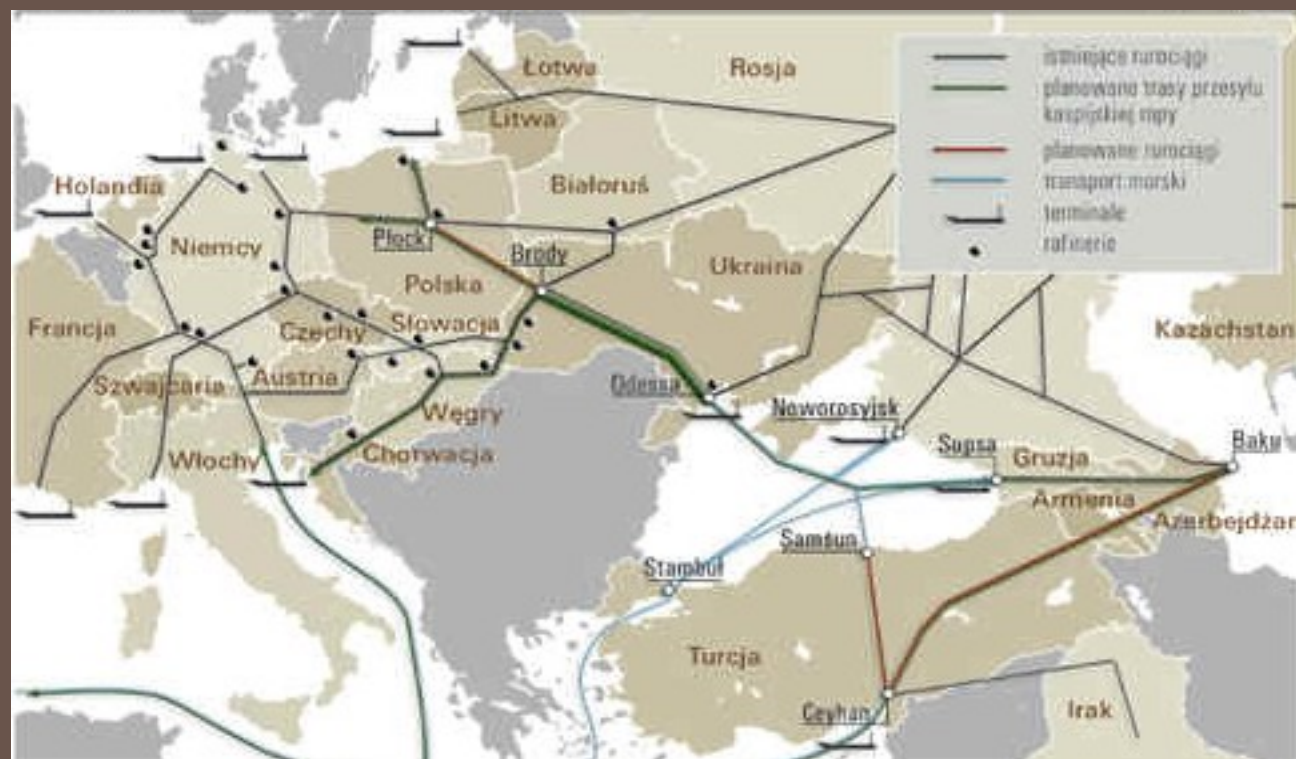 Łotwa
Rosja
Litwa
istniejące rurociągi
planowane trasy przesyłu
kaspijskiej ropy
planowane rurociągi
transport morski
terminale
rafinerie
Holandia
Białoruś
Niemcy
Płock
Brody
Ukraina
Polska
Francja
Czechy
Słowacja
Kazachstan
Szwajcaria
Austria
Odessa
Noworosyjsk
Węgry
Włochy
Chorwacja
Supsa
Gruzja
Baku
Armenia
Azerbejdżan
Samsun
Stambuł
Turcja
Ceyhan
Irak